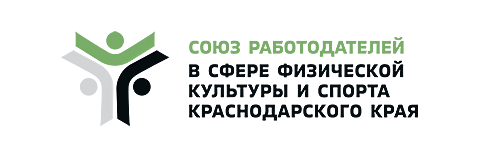 СОЮЗ РАБОТОДАТЕЛЕЙ
В СФЕРЕ ФИЗИЧЕСКОЙ
КУЛЬТУРЫ И СПОРТА
КРАСНОДАРСКОГО КРАЯ